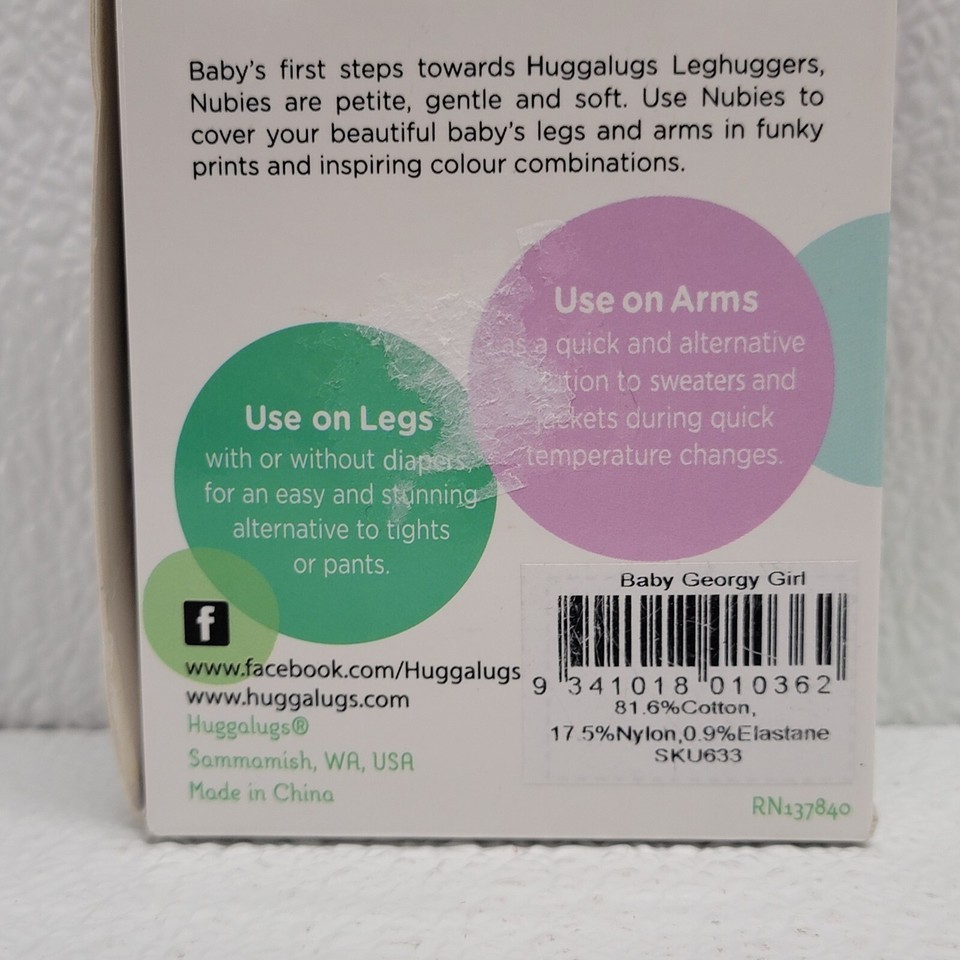 Baby's first steps towards Huggalugs Leghuggers,
Nubies are petite, gentle and soft. Use Nubies to
cover your beautiful baby's legs and arms in funky
prints and inspiring colour combinations.
Use on Arms
as a quick and alternative
to sweaters and
jackets during quick
temperature changes.
Use on Legs
with or without diapers,
for an easy and stunning
alternative to tights
or pants.
f
www.facebook.com/Huggalugs
www.huggalugs.com
Huggalugs®
Sammamish, WA, USA
Made in China
Baby Georgy Girl
9 341018 010362
81.6%Cotton,
17.5%Nylon,0.9%Elastane
SKU633
RN137840